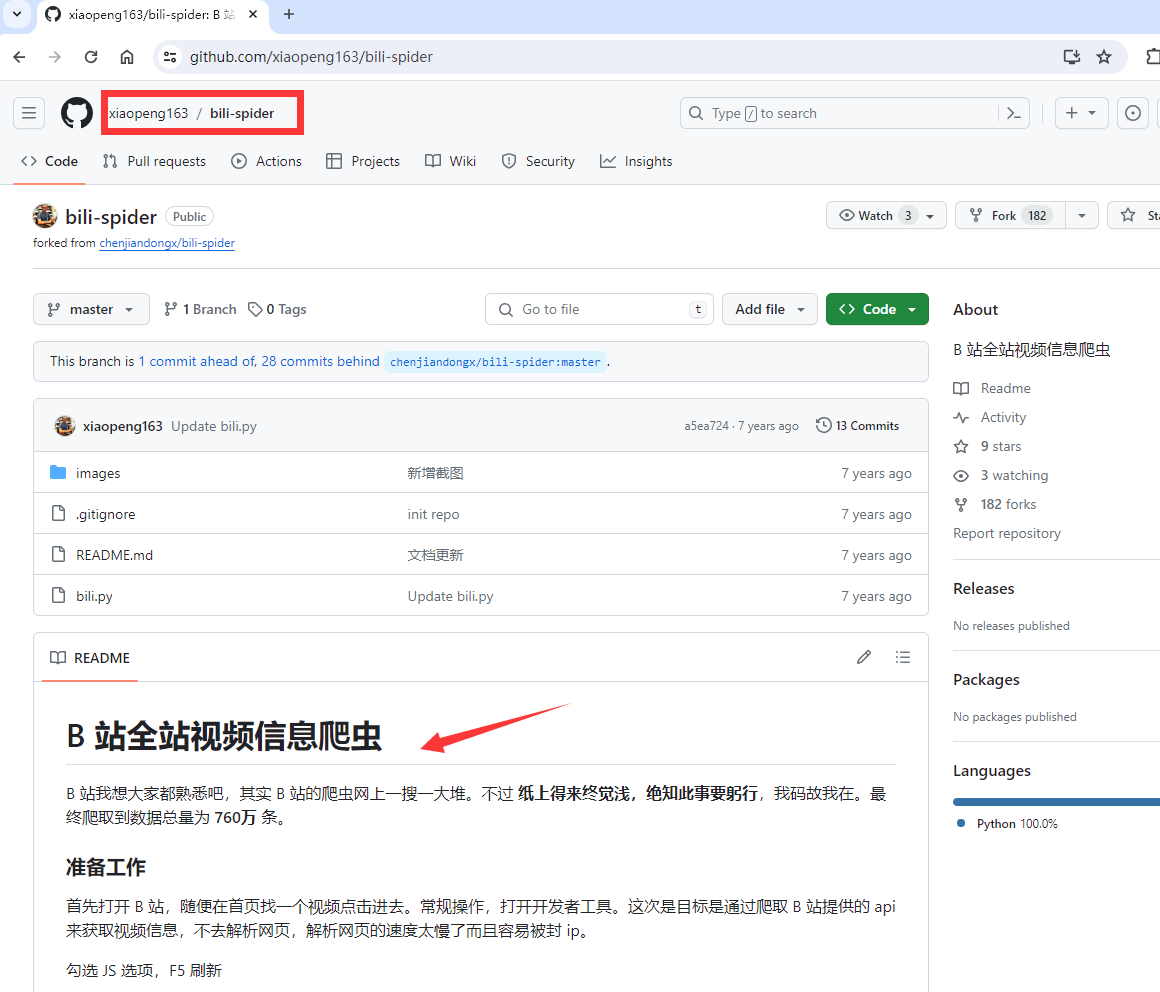 xiaopeng163/bili-spider: B 站
github.com/xiaopeng163/bili-spider
xiaopeng163 / bili-spider
Type / to search
Code Pull requests Actions Projects Wiki Security Insights
bili-spider Public
Watch 3 Fork 182
forked from chenjiandongx/bili-spider
master 1 Branch 0 Tags Go to file t Add file Code
This branch is 1 commit ahead of, 28 commits behind chenjiandongx/bili-spider:master .
xiaopeng163 Update bili.py a5ea724 · 7 years ago 13 Commits
images 新增截图 7 years ago
.gitignore init repo 7 years ago
README.md 文档更新 7 years ago
bili.py Update bili.py 7 years ago
README
B 站全站视频信息爬虫
B 站我想大家都熟悉吧，其实 B 站的爬虫网上一搜一大堆。不过 纸上得来终觉浅，绝知此事要躬行，我码故我在。最
终爬取到数据总量为 760万 条。
准备工作
首先打开 B 站，随便在首页找一个视频点击进去。常规操作，打开开发者工具。这次是目标是通过爬取 B 站提供的 api
来获取视频信息，不去解析网页，解析网页的速度太慢了而且容易被封 ip。
勾选 JS 选项，F5 刷新
About
B 站全站视频信息爬虫
Readme
Activity
9 stars
3 watching
182 forks
Report repository
Releases
No releases published
Packages
No packages published
Languages
Python 100.0%